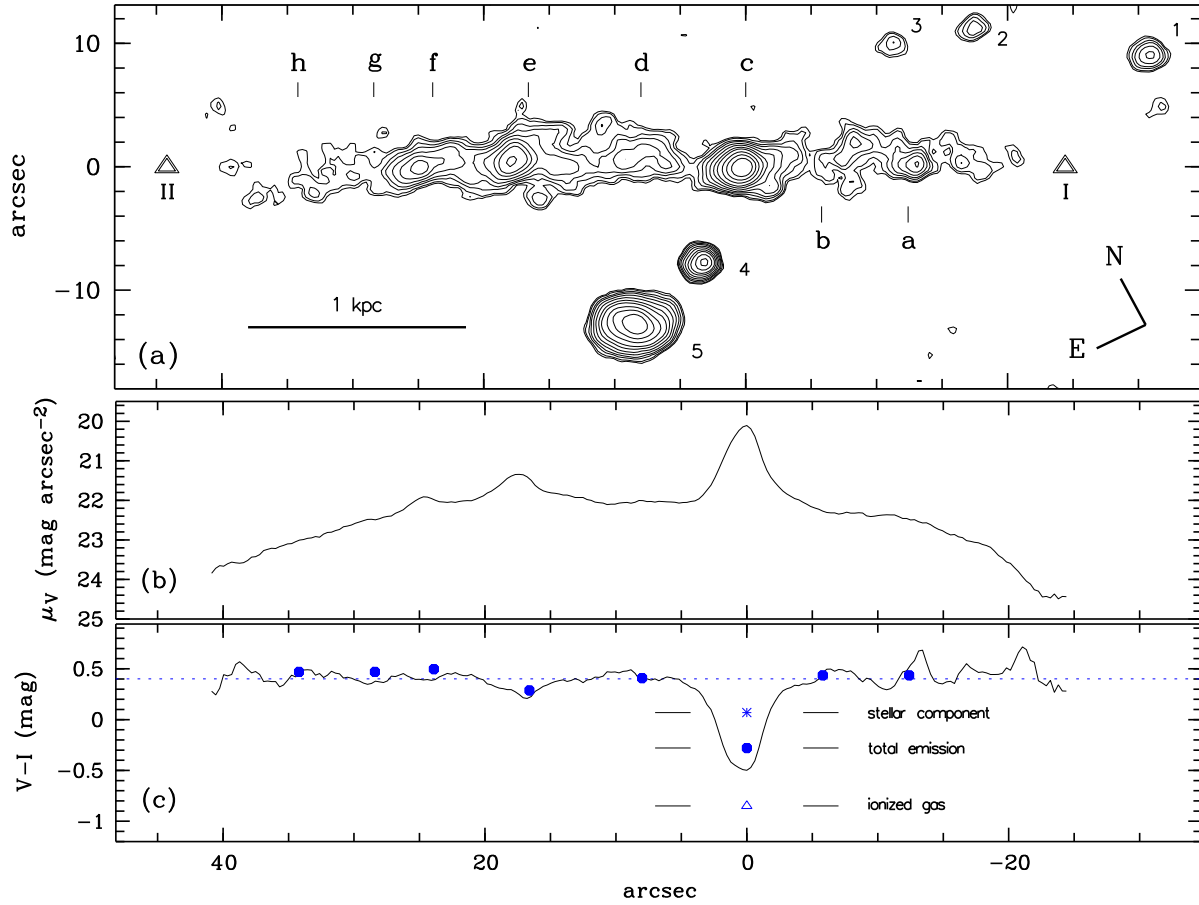 3
2
1
10
h g f e d c
arcsec
0
II
I
b a
4
N
−10
1 kpc
(a)
5
E
20
21
22
23
24
25
μV (mag arcsec−2)
(b)
0.5
0
−0.5
−1
V−I (mag)
stellar component
total emission
(c)
ionized gas
40 20 0 −20
arcsec